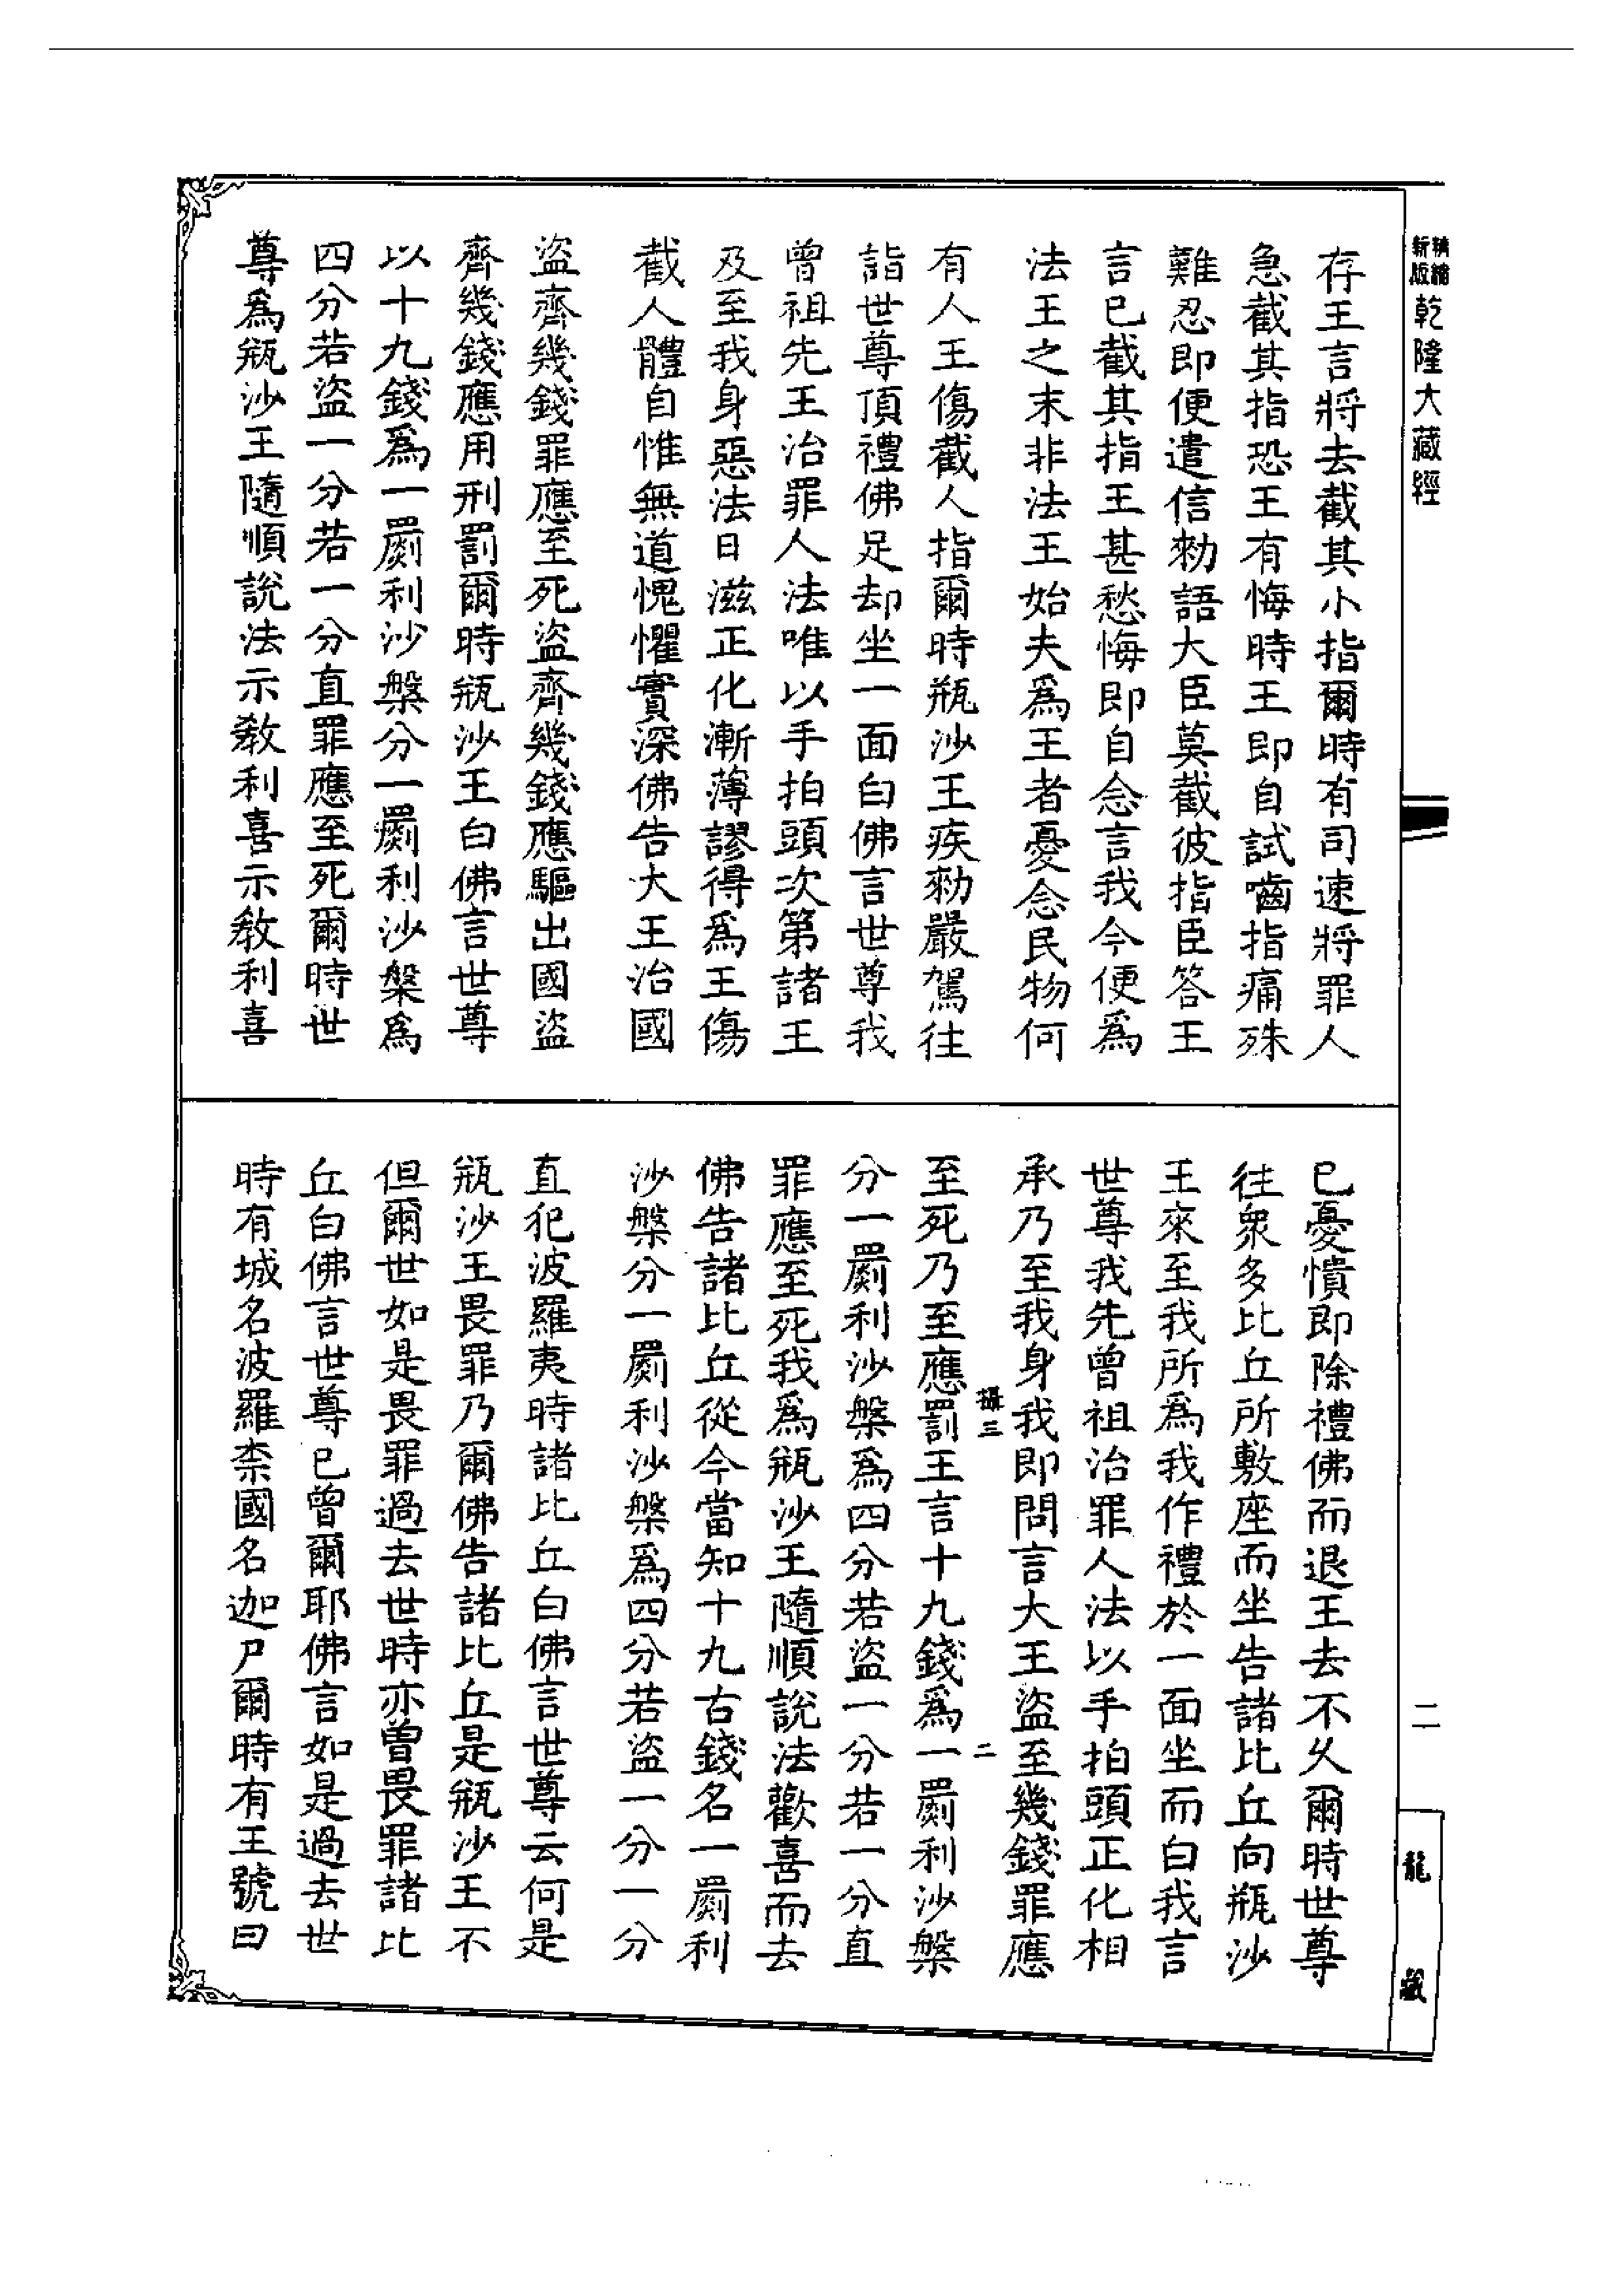 精縮
新版
乾隆大藏經
存王言將去截其小指爾時有司速將罪人
急截其指恐王有悔時王即自試嚙指痛殊
難忍即便遣信勑語大臣莫截彼指臣答王
言已截其指王甚愁悔即自念言我今便為
法王之末非法王始夫為王者憂念民物何
有人王傷截人指爾時瓶沙王疾勑嚴駕往
詣世尊頂禮佛足却坐一面白佛言世尊我
曾祖先王治罪人法唯以手拍頭次第諸王
及至我身惡法日滋正化漸薄謬得為王傷
截人體自惟無道愧懼實深佛告大王治國
盜齊幾錢罪應至死盜齊幾錢應驅出國盜
齊幾錢應用刑罰爾時瓶沙王白佛言世尊
以十九錢為一罽利沙槃分一罽利沙槃為
四分若盜一分若一分直罪應至死爾時世
尊為瓶沙王隨順說法示教利喜示教利喜
已憂憒即除禮佛而退王去不久爾時世尊
往眾多比丘所敷座而坐告諸比丘向瓶沙
王來至我所為我作禮於一面坐而白我言
世尊我先曾祖治罪人法以手拍頭正化相
承乃至我身我即問言大王盜至幾錢罪應
攝三
二
至死乃至應罰王言十九錢為一罽利沙槃
分一罽利沙槃為四分若盜一分若一分直
罪應至死我為瓶沙王隨順說法歡喜而去
佛告諸比丘從今當知十九古錢名一罽利
沙槃分一罽利沙槃為四分若盜一分一分
直犯波羅夷時諸比丘白佛言世尊云何是
瓶沙王畏罪乃爾佛告諸比丘是瓶沙王不
但爾世如是畏罪過去世時亦曾畏罪諸比
丘白佛言世尊已曾爾耶佛言如是過去世
時有城名波羅柰國名迦尸爾時有王號曰
二
龍藏